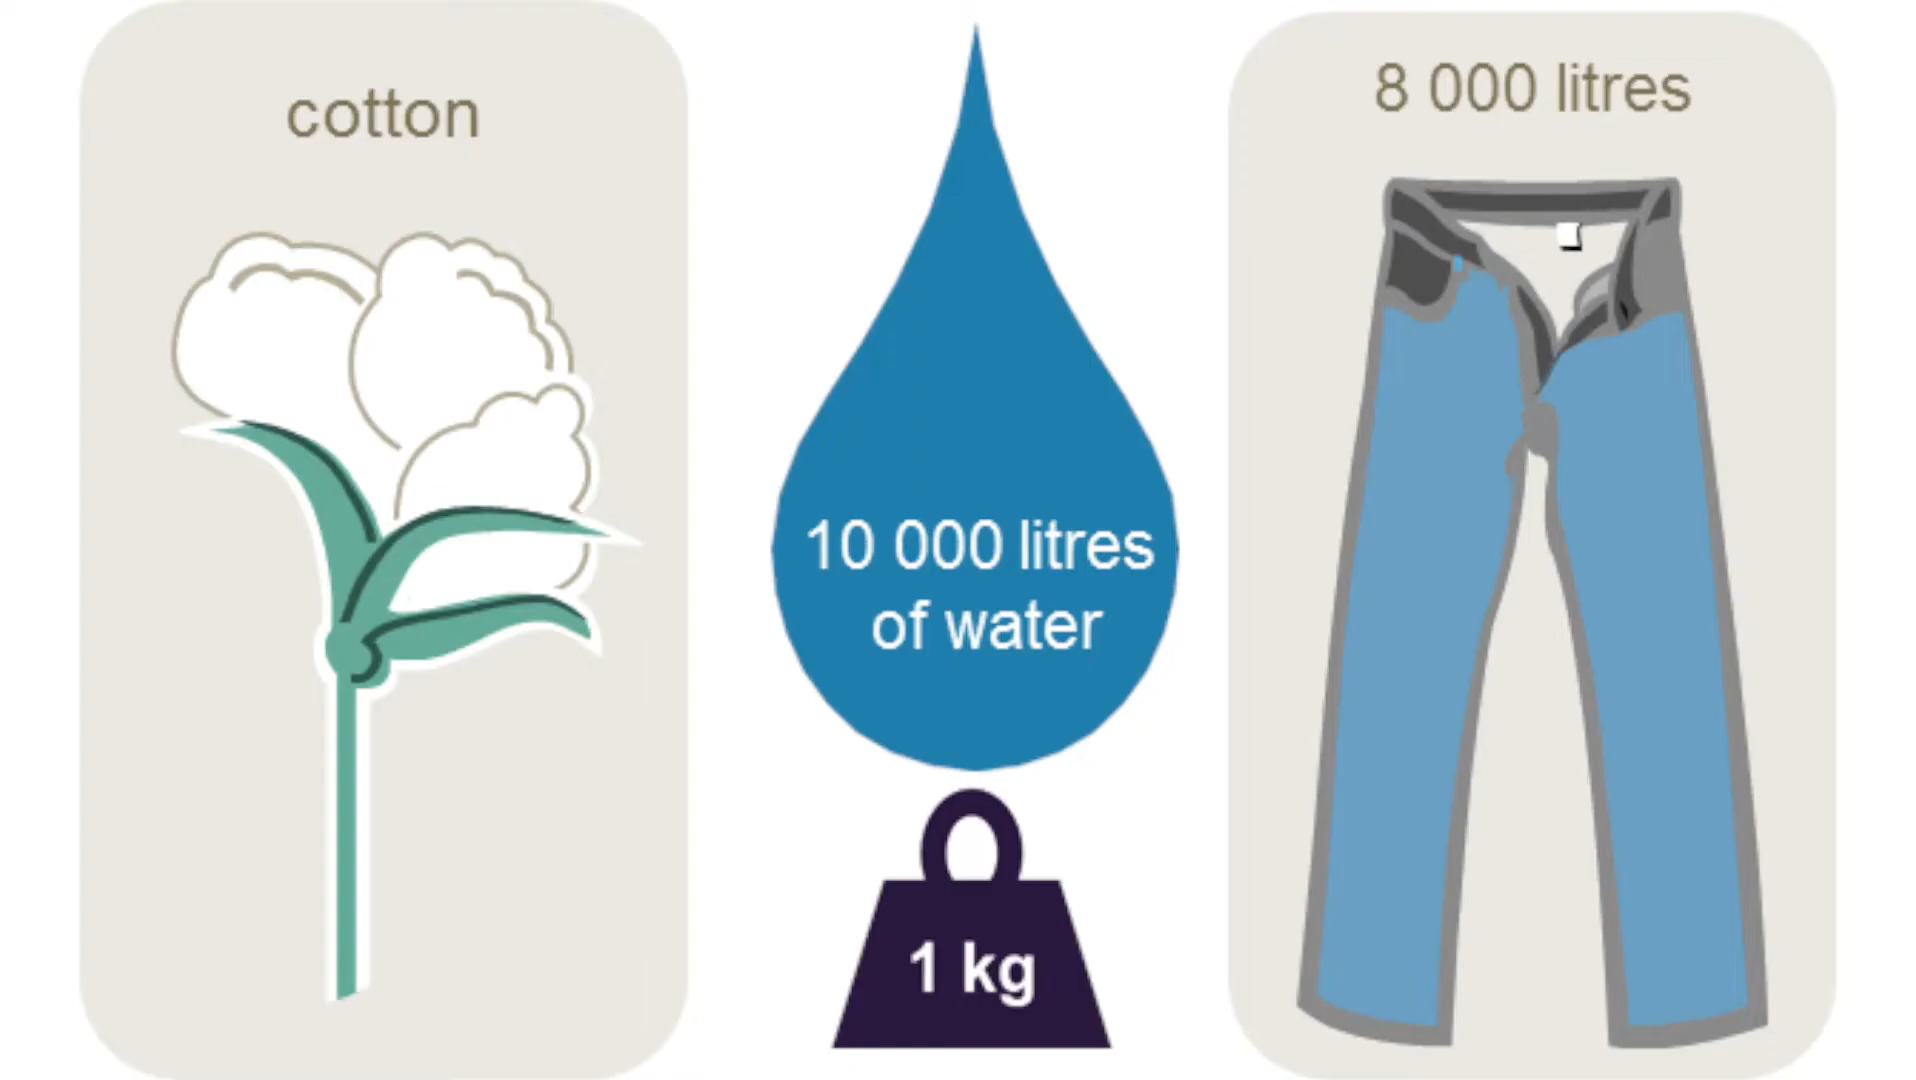 cotton
10 000 litres
of water
1 kg
8 000 litres